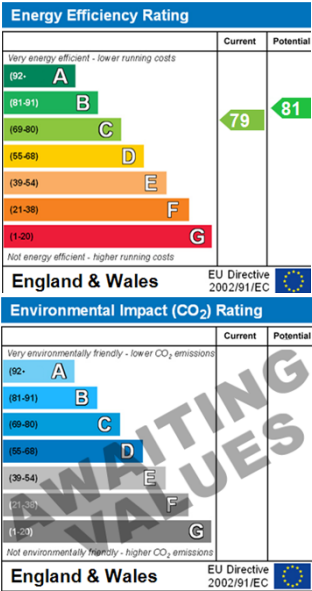 Energy Efficiency Rating
Current Potential
Very energy efficient - lower running costs
(92- A
(81-91) B
(69-80) C
(55-68) D
(39-54) E
(21-38) F
(1-20) G
79
81
Not energy efficient - higher running costs
England & Wales
EU Directive
2002/91/EC
Environmental Impact (CO2) Rating
Current Potential
Very environmentally friendly - lower CO2 emissions
(92- A
(81-91) B
(69-80) C
(55-68) D
(39-54) E
(21-38) F
(1-20) G
AWAITING
VALUES
Not environmentally friendly - higher CO2 emissions
England & Wales
EU Directive
2002/91/EC